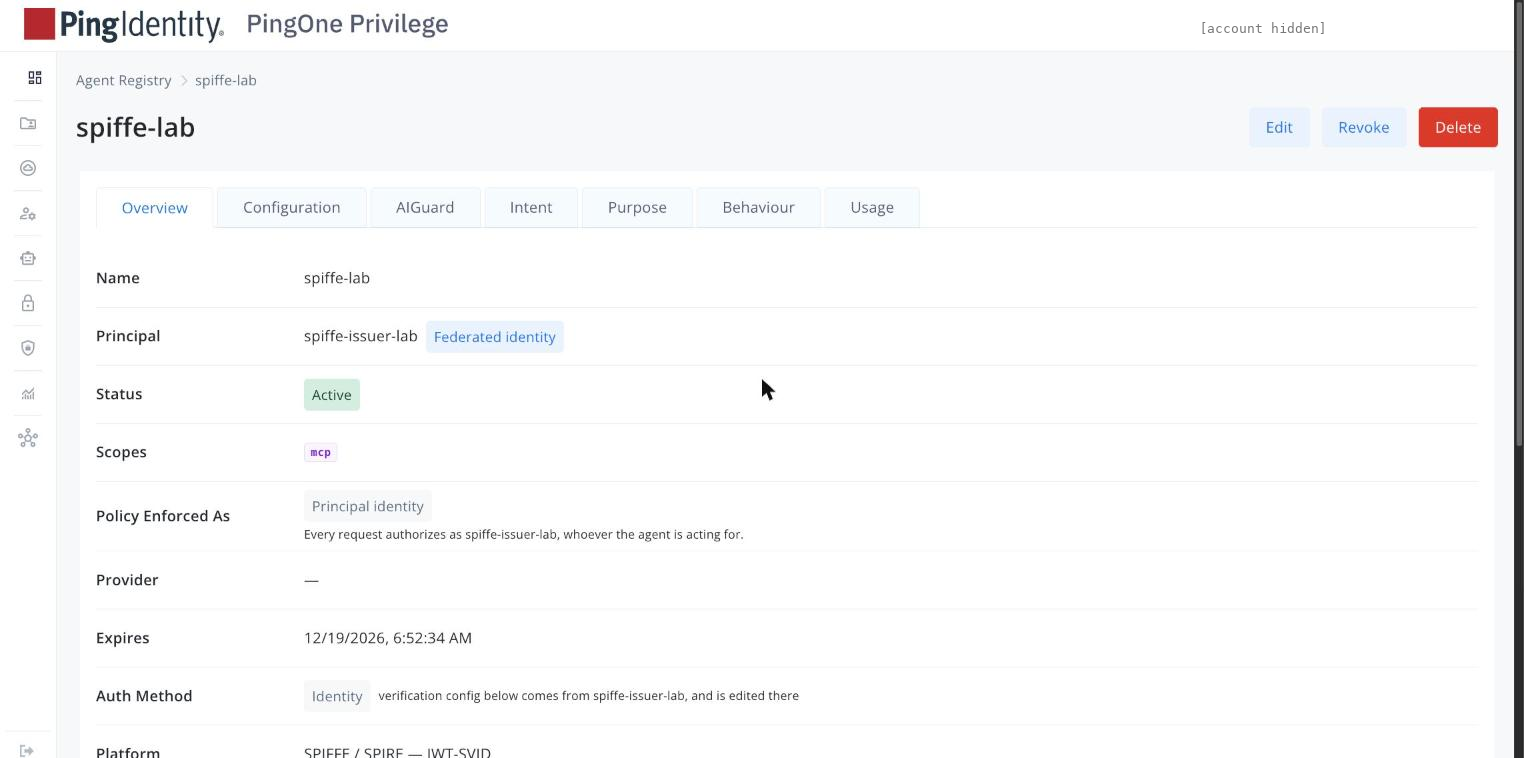 PingIdentity. PingOne Privilege
[account hidden]
Agent Registry > spiffe-lab
spiffe-lab
Edit Revoke Delete
Overview Configuration AIGuard Intent Purpose Behaviour Usage
Name spiffe-lab
Principal spiffe-issuer-lab Federated identity
Status Active
Scopes mcp
Policy Enforced As Principal identity
Every request authorizes as spiffe-issuer-lab, whoever the agent is acting for.
Provider —
Expires 12/19/2026, 6:52:34 AM
Auth Method Identity verification config below comes from spiffe-issuer-lab, and is edited there
Platform SPIFFE / SPIRE — JWT-SVID